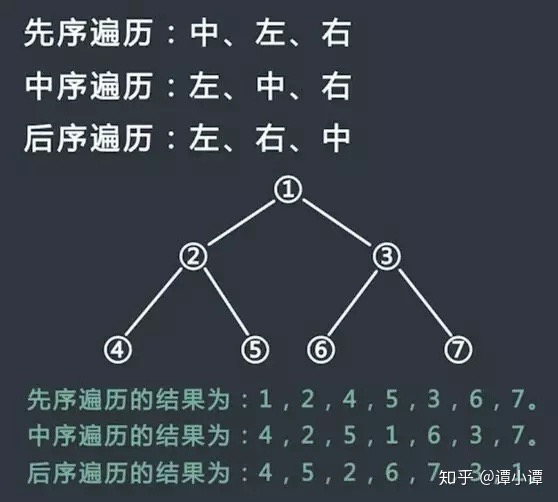 先序遍历：中、左、右
中序遍历：左、中、右
后序遍历：左、右、中
①
② ③
④ ⑤ ⑥ ⑦
先序遍历的结果为：1，2，4，5，3，6，7。
中序遍历的结果为：4，2，5，1，6，3，7。
后序遍历的结果为：4，5，2，6，7，3，1
知乎 @谭小谭